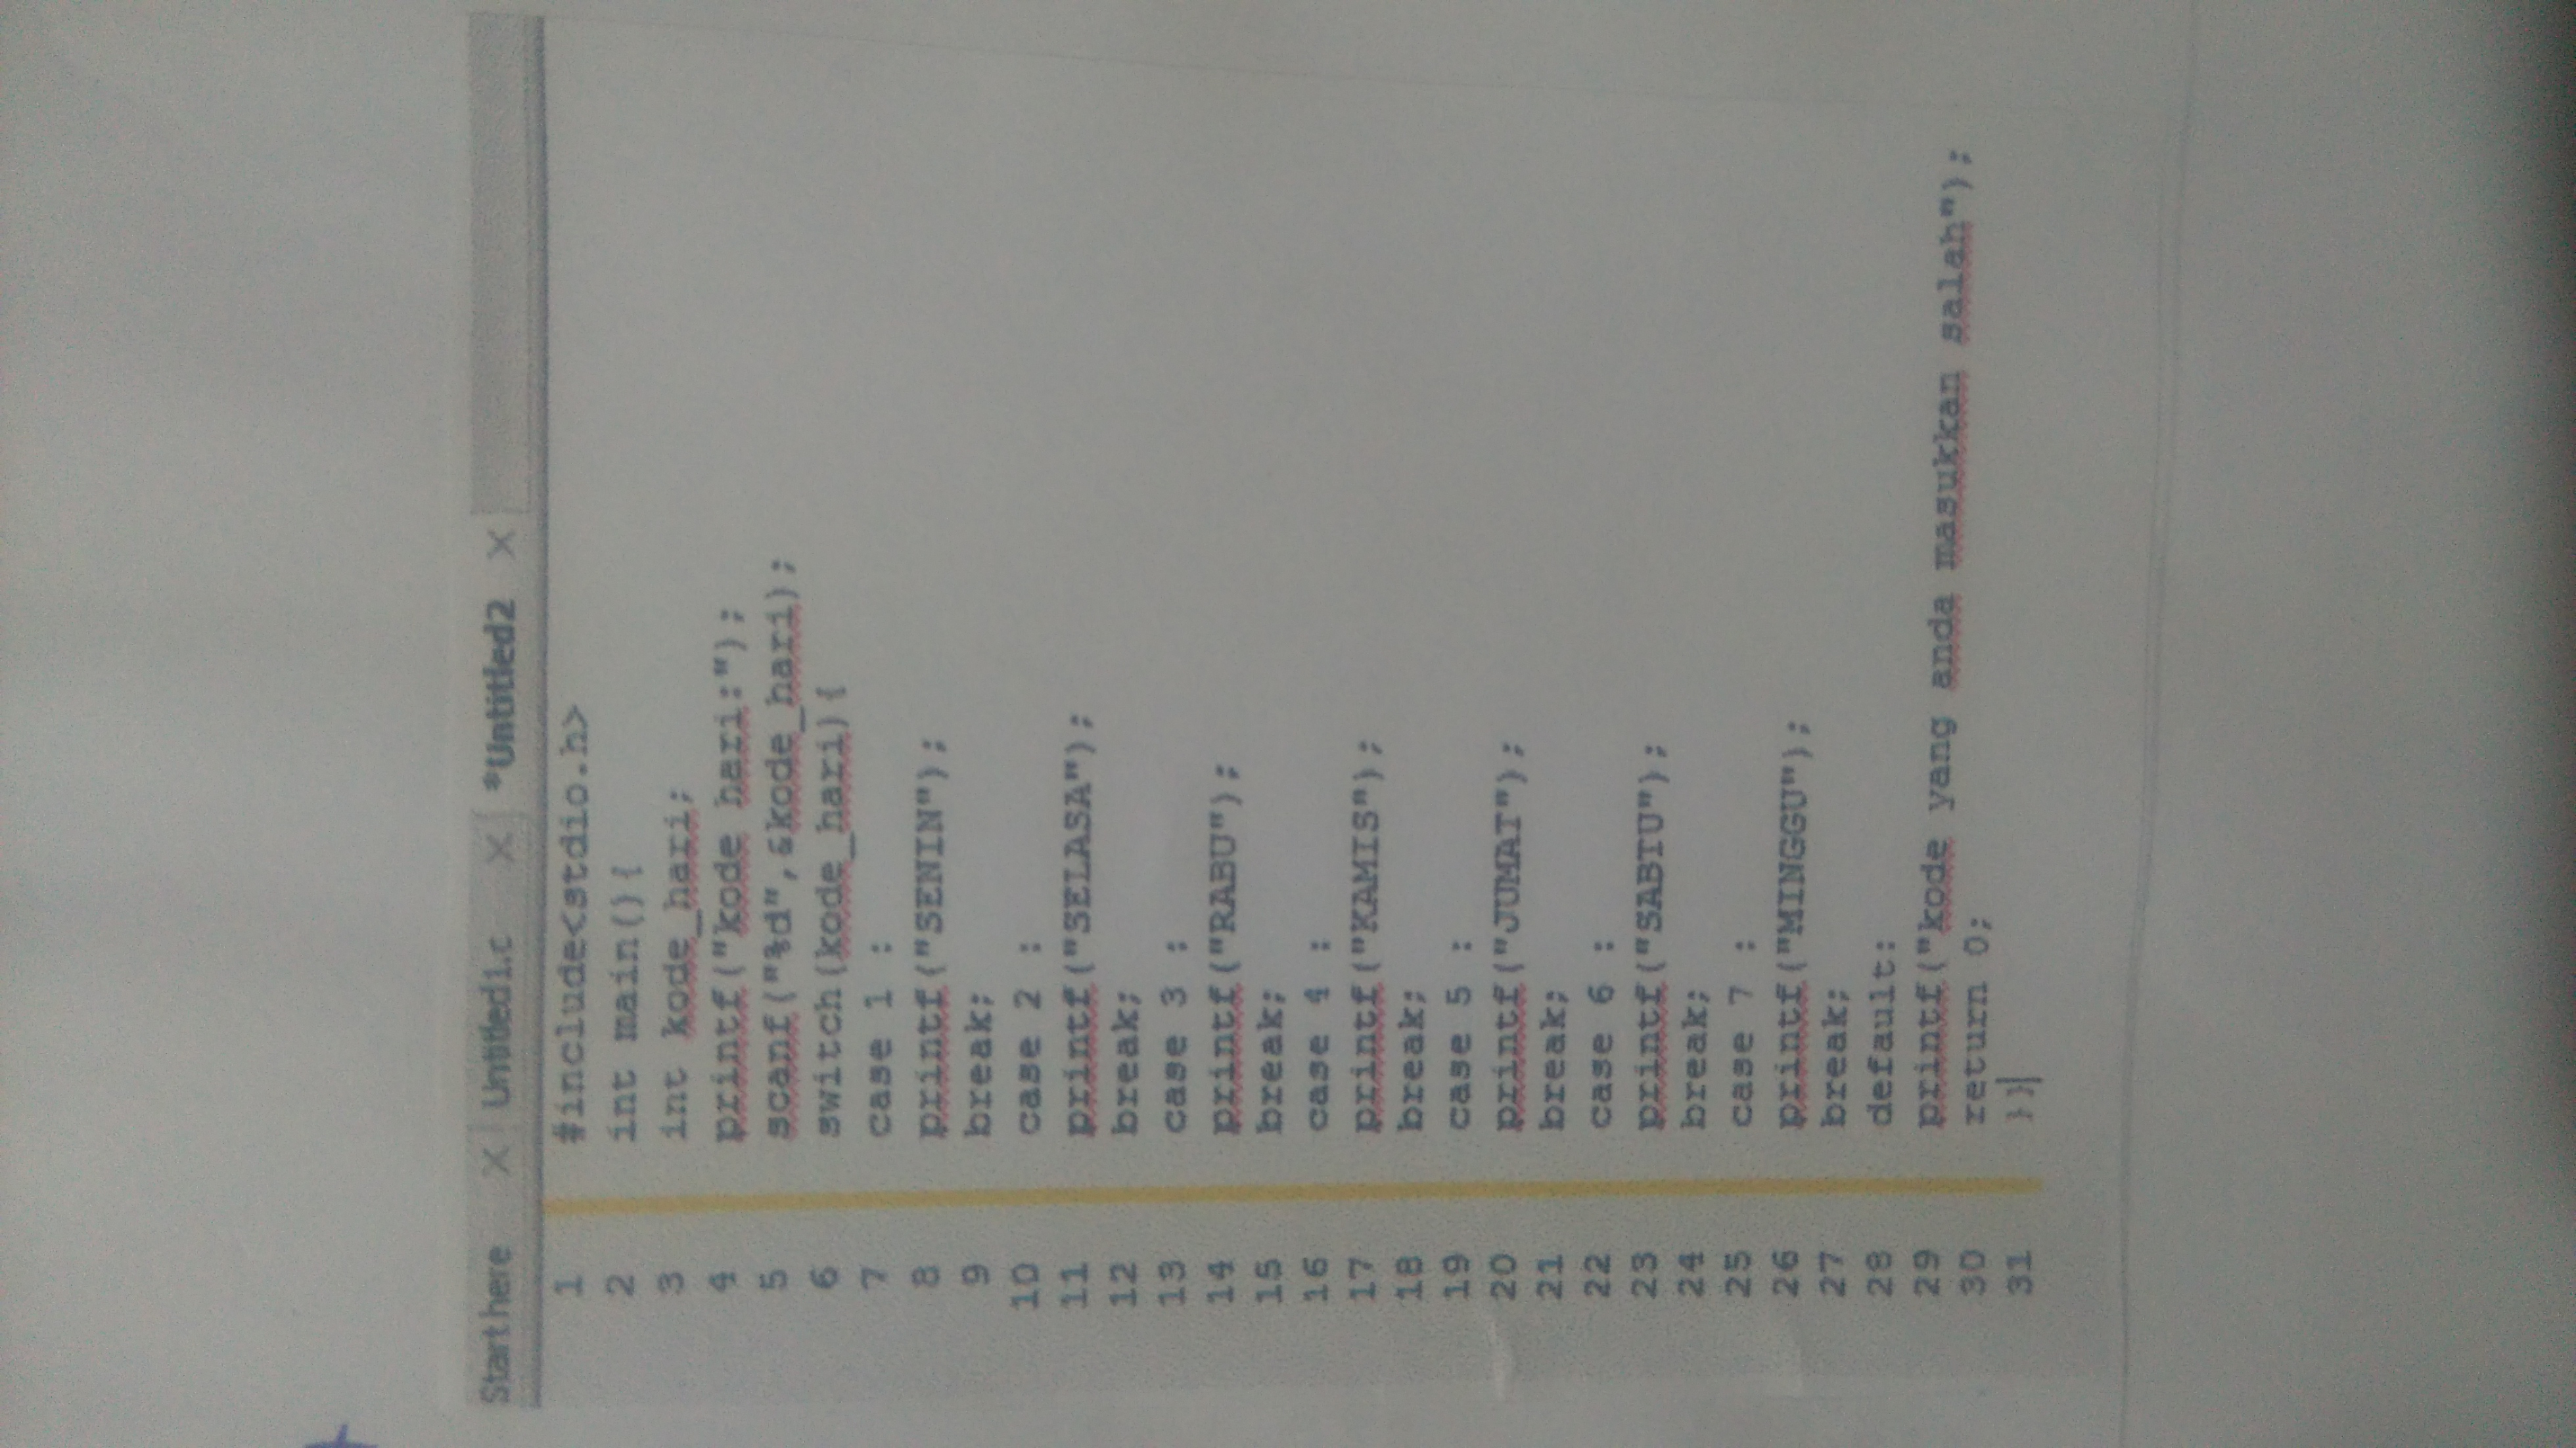 Start here X Untitled1.c X *Untitled2 X
1 #include<stdio.h>
2 int main(){
3 int kode_hari;
4 printf("kode hari:");
5 scanf("%d",&kode_hari);
6 switch(kode_hari){
7 case 1 :
8 printf("SENIN");
9 break;
10 case 2 :
11 printf("SELASA");
12 break;
13 case 3 :
14 printf("RABU");
15 break;
16 case 4 :
17 printf("KAMIS");
18 break;
19 case 5 :
20 printf("JUMAT");
21 break;
22 case 6 :
23 printf("SABTU");
24 break;
25 case 7 :
26 printf("MINGGU");
27 break;
28 default:
29 printf("kode yang anda masukkan salah");
30 return 0;
31 }}